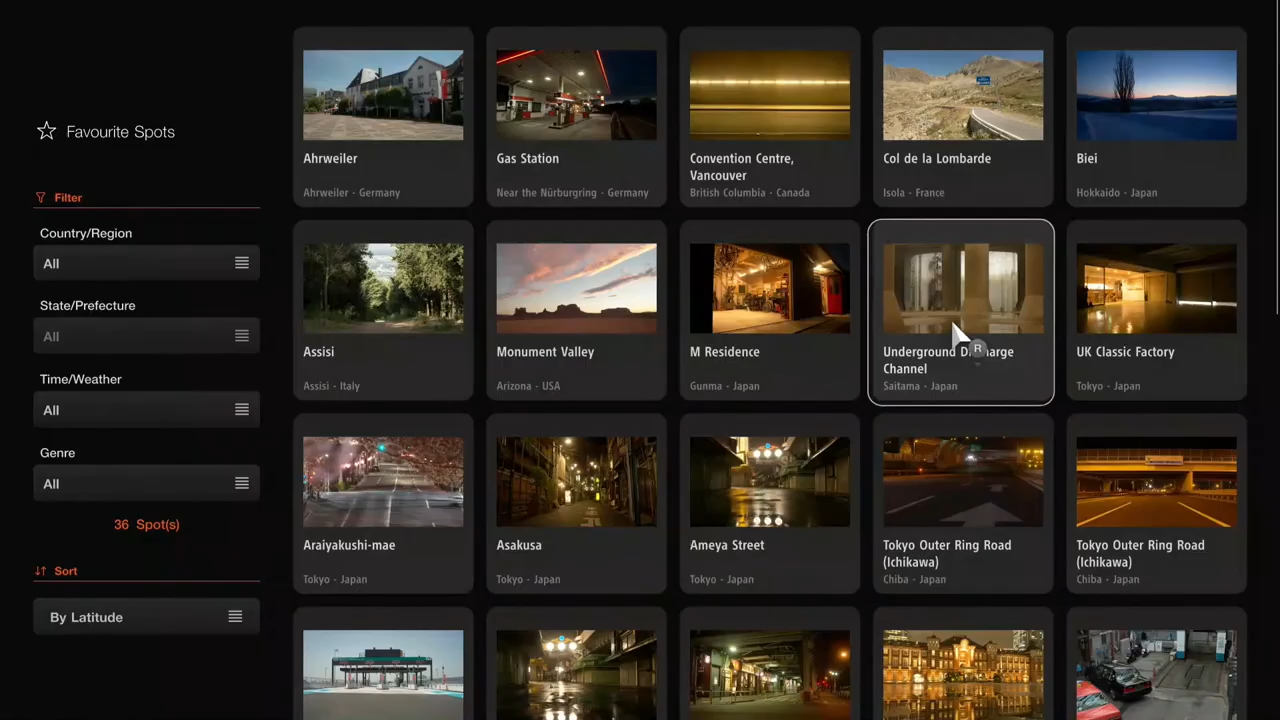 Favourite Spots
Filter
Country/Region
All
State/Prefecture
All
Time/Weather
All
Genre
All
36 Spot(s)
Sort
By Latitude
Ahrweiler
Ahrweiler - Germany
Gas Station
Near the Nürburgring - Germany
Convention Centre,
Vancouver
British Columbia - Canada
Col de la Lombarde
Isola - France
Biei
Hokkaido - Japan
Assisi
Assisi - Italy
Monument Valley
Arizona - USA
M Residence
Gunma - Japan
Underground
Channel
Saitama - Japan
R
UK Classic Factory
Tokyo - Japan
Araiyakushi-mae
Tokyo - Japan
Asakusa
Tokyo - Japan
Ameya Street
Tokyo - Japan
Tokyo Outer Ring Road
(Ichikawa)
Chiba - Japan
Tokyo Outer Ring Road
(Ichikawa)
Chiba - Japan